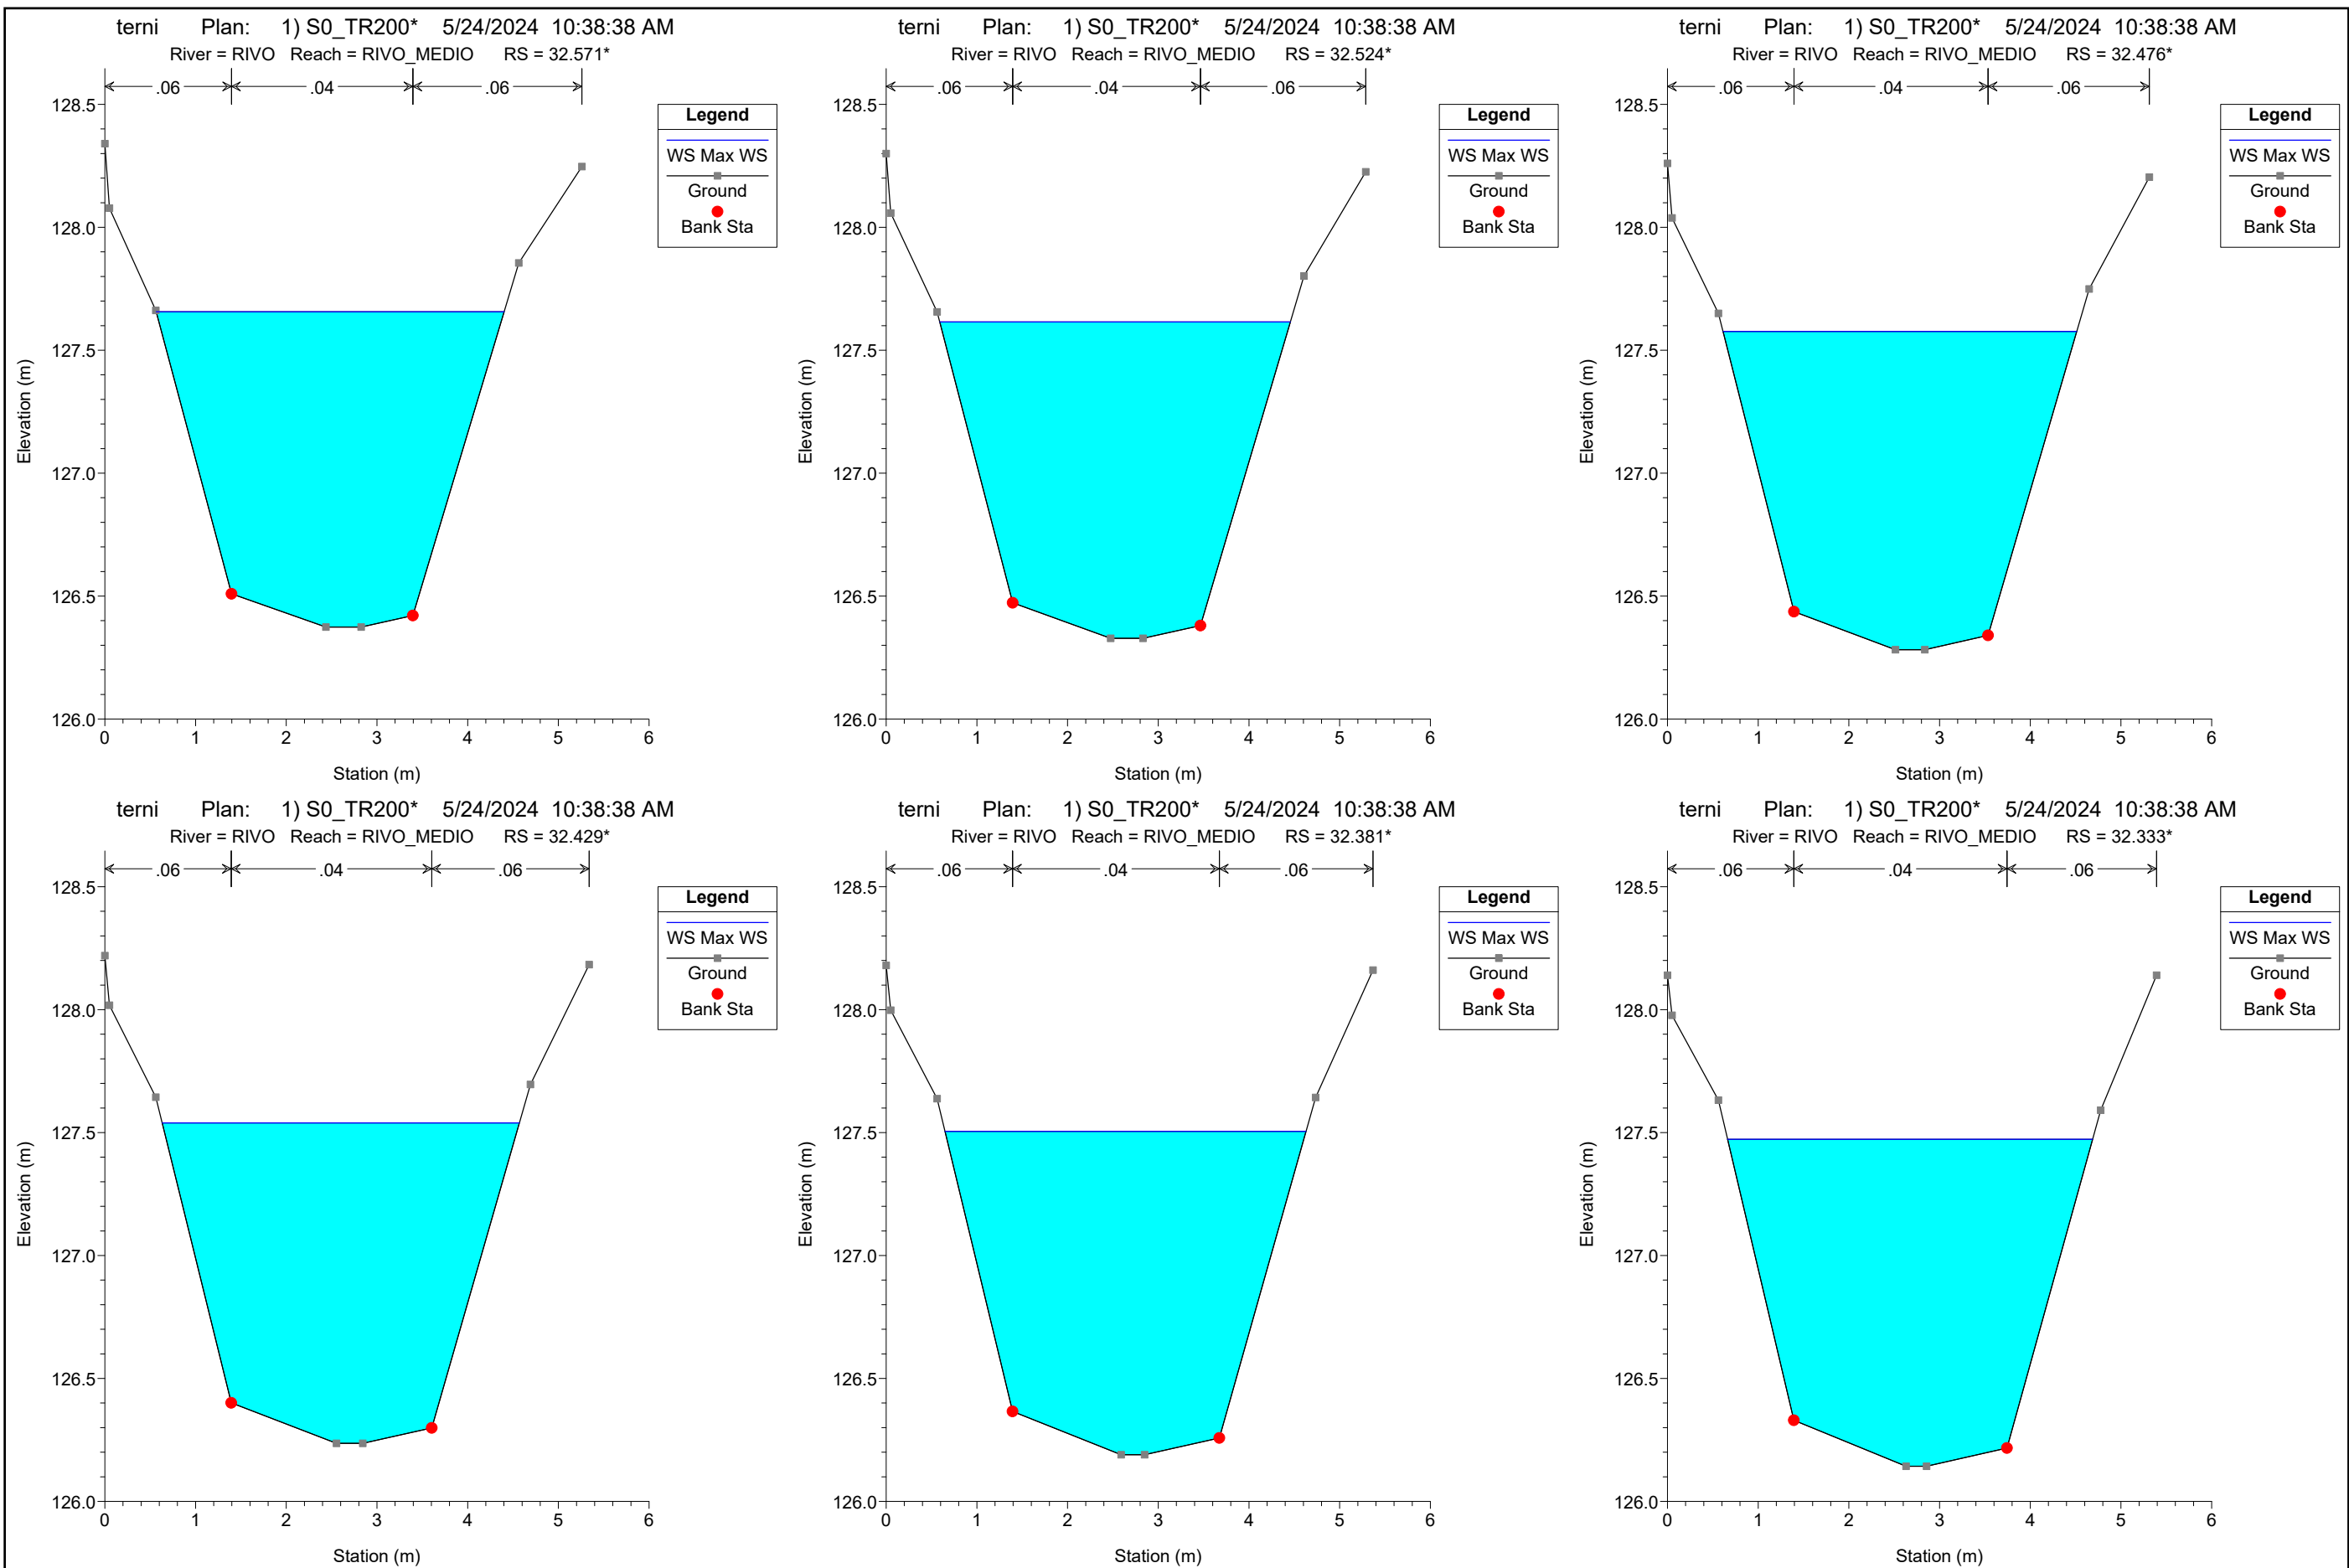 terni Plan: 1) S0_TR200* 5/24/2024 10:38:38 AM
River = RIVO Reach = RIVO_MEDIO RS = 32.571*
.06 .04 .06
Legend
WS Max WS
Ground
Bank Sta
128.5
128.0
127.5
127.0
126.5
126.0
Elevation (m)
0 1 2 3 4 5 6
Station (m)
terni Plan: 1) S0_TR200* 5/24/2024 10:38:38 AM
River = RIVO Reach = RIVO_MEDIO RS = 32.524*
.06 .04 .06
Legend
WS Max WS
Ground
Bank Sta
128.5
128.0
127.5
127.0
126.5
126.0
Elevation (m)
0 1 2 3 4 5 6
Station (m)
terni Plan: 1) S0_TR200* 5/24/2024 10:38:38 AM
River = RIVO Reach = RIVO_MEDIO RS = 32.476*
.06 .04 .06
Legend
WS Max WS
Ground
Bank Sta
128.5
128.0
127.5
127.0
126.5
126.0
Elevation (m)
0 1 2 3 4 5 6
Station (m)
terni Plan: 1) S0_TR200* 5/24/2024 10:38:38 AM
River = RIVO Reach = RIVO_MEDIO RS = 32.429*
.06 .04 .06
Legend
WS Max WS
Ground
Bank Sta
128.5
128.0
127.5
127.0
126.5
126.0
Elevation (m)
0 1 2 3 4 5 6
Station (m)
terni Plan: 1) S0_TR200* 5/24/2024 10:38:38 AM
River = RIVO Reach = RIVO_MEDIO RS = 32.381*
.06 .04 .06
Legend
WS Max WS
Ground
Bank Sta
128.5
128.0
127.5
127.0
126.5
126.0
Elevation (m)
0 1 2 3 4 5 6
Station (m)
terni Plan: 1) S0_TR200* 5/24/2024 10:38:38 AM
River = RIVO Reach = RIVO_MEDIO RS = 32.333*
.06 .04 .06
Legend
WS Max WS
Ground
Bank Sta
128.5
128.0
127.5
127.0
126.5
126.0
Elevation (m)
0 1 2 3 4 5 6
Station (m)